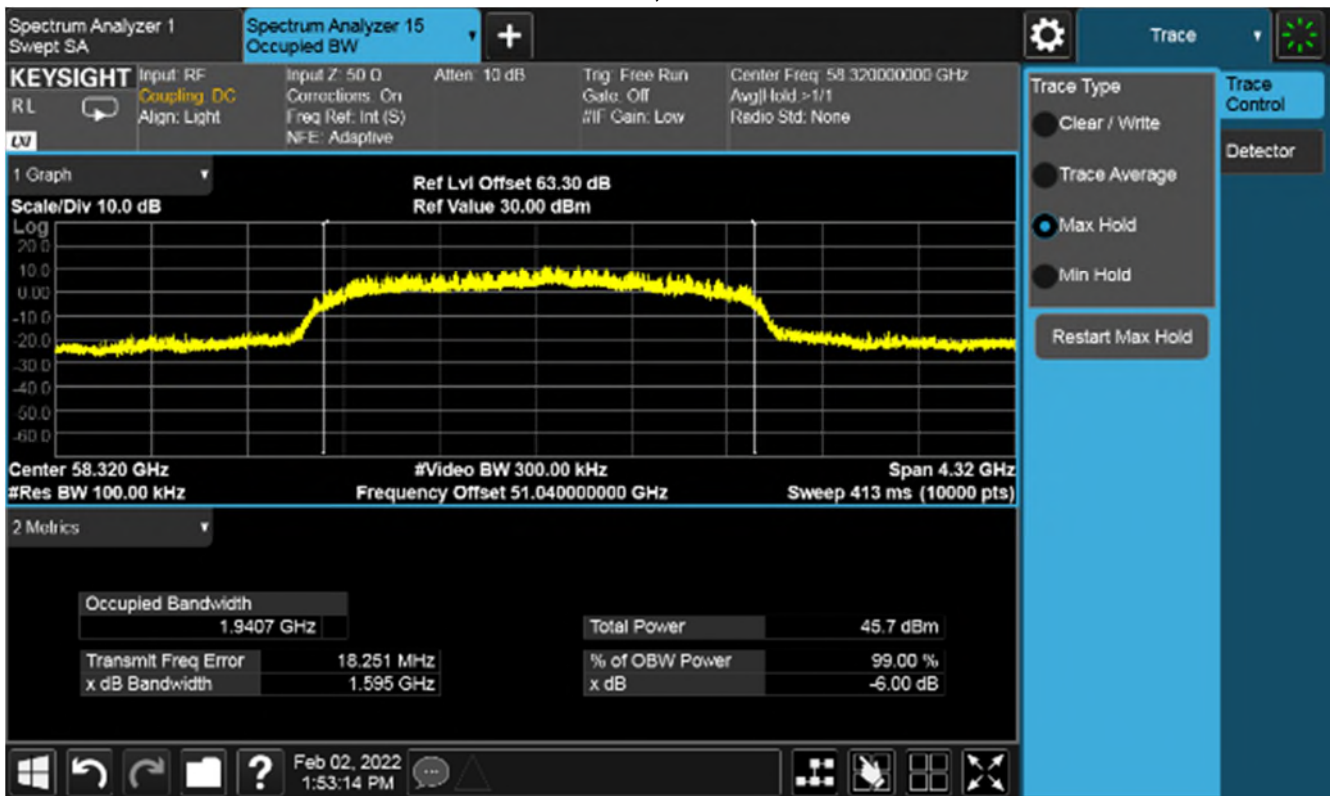 Spectrum Analyzer 1
Swept SA
Spectrum Analyzer 15
Occupied BW
Trace
KEYSIGHT
RL
LXI
Input: RF
Coupling: DC
Align: Light
Input Z: 50 Ω
Corrections: On
Freq Ref: Int (S)
NFE: Adaptive
Atten: 10 dB
Trig: Free Run
Gate: Off
#IF Gain: Low
Center Freq: 58.320000000 GHz
Avg|Hold:>1/1
Radio Std: None
Trace Type
Clear / Write
Trace Average
Max Hold
Min Hold
Restart Max Hold
Trace
Control
Detector
1 Graph
Scale/Div 10.0 dB
Ref Lvl Offset 63.30 dB
Ref Value 30.00 dBm
Log
20.0
10.0
0.00
-10.0
-20.0
-30.0
-40.0
-50.0
-60.0
Center 58.320 GHz
#Video BW 300.00 kHz
Span 4.32 GHz
#Res BW 100.00 kHz
Frequency Offset 51.040000000 GHz
Sweep 413 ms (10000 pts)
2 Metrics
Occupied Bandwidth
1.9407 GHz
Total Power 45.7 dBm
Transmit Freq Error 18.251 MHz
% of OBW Power 99.00 %
x dB Bandwidth 1.595 GHz
x dB -6.00 dB
?
Feb 02, 2022
1:53:14 PM